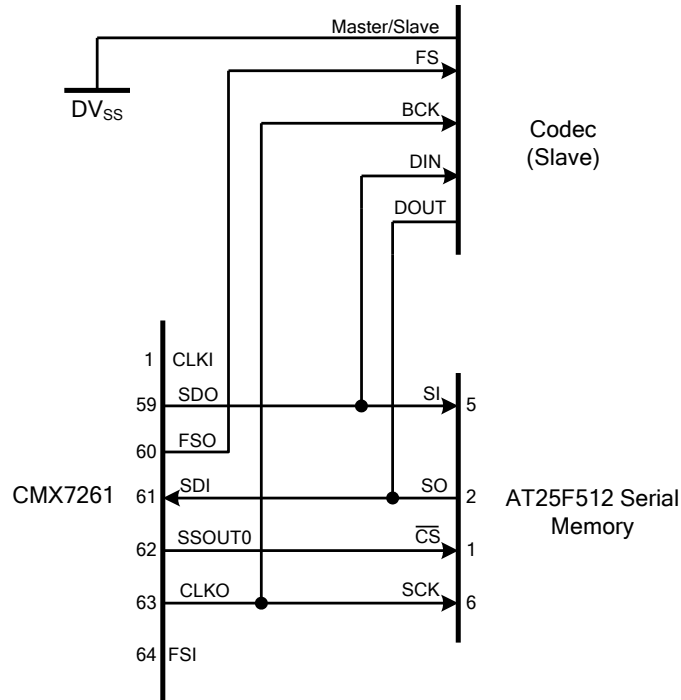 Master/Slave
FS
DVSS
BCK
Codec
(Slave)
DIN
DOUT
1 CLKI
59 SDO SI 5
60 FSO
CMX7261 61 SDI SO 2 AT25F512 Serial
Memory
62 SSOUT0 CS 1
63 CLKO SCK 6
64 FSI